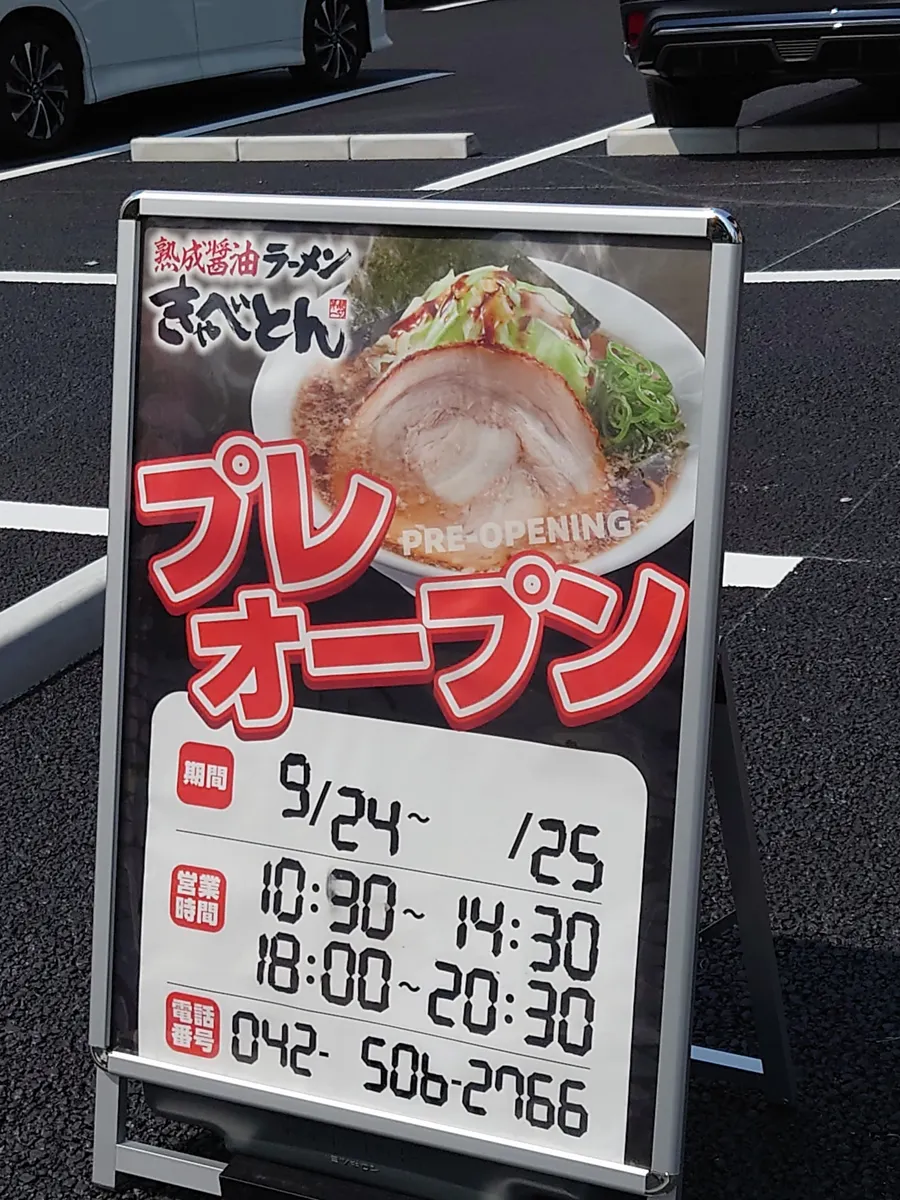 熟成醤油ラーメン
きゃべとん
PRE-OPENING
プレ
オープン
期間 9/24~ /25
営業時間 10:30~14:30
18:00~20:30
電話番号 042-506-2766